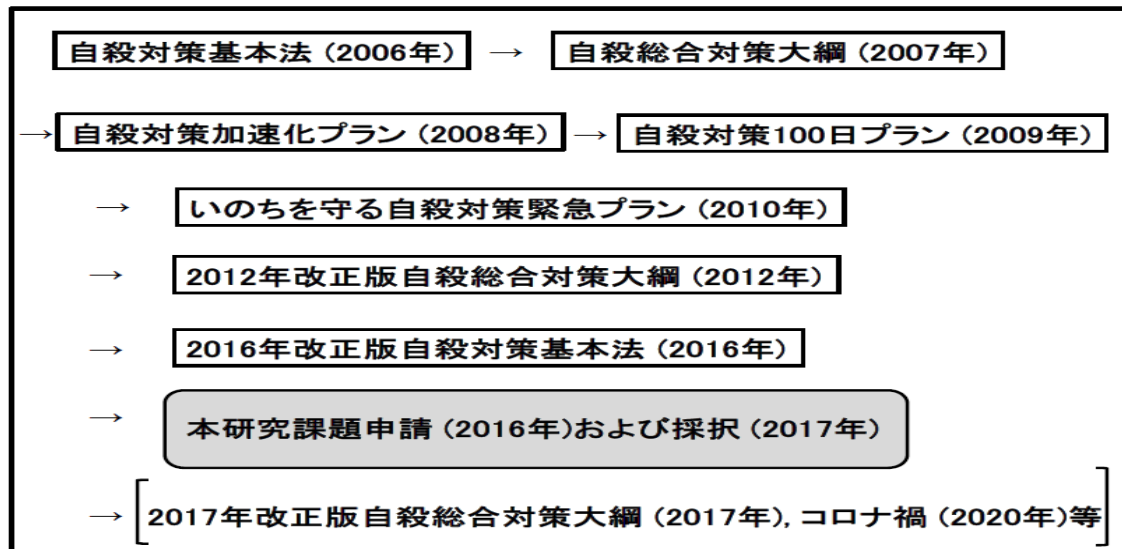 自殺対策基本法（2006年） → 自殺総合対策大綱（2007年）
→ 自殺対策加速化プラン（2008年） → 自殺対策100日プラン（2009年）
→ いのちを守る自殺対策緊急プラン（2010年）
→ 2012年改正版自殺総合対策大綱（2012年）
→ 2016年改正版自殺対策基本法（2016年）
→ 本研究課題申請（2016年）および採択（2017年）
→ [2017年改正版自殺総合対策大綱（2017年）, コロナ禍（2020年）等]